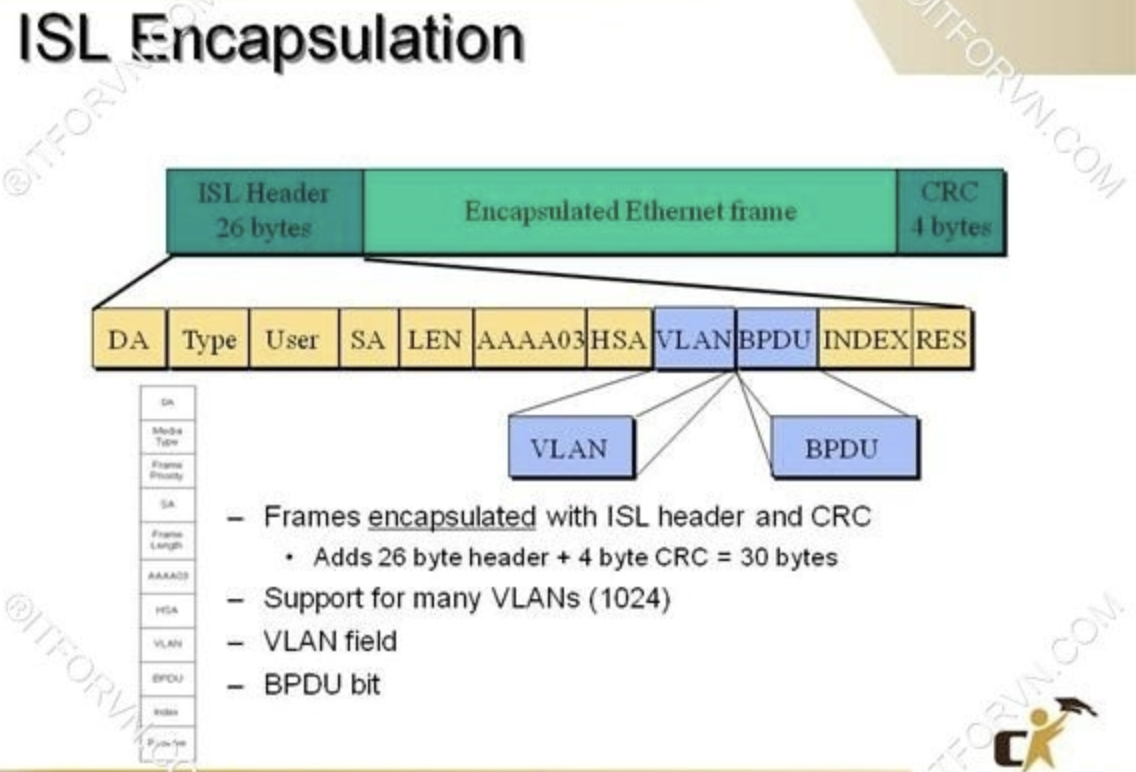 ISL Encapsulation
ISL Header
26 bytes
Encapsulated Ethernet frame
CRC
4 bytes
DA Type User SA LEN AAAA03 HSA VLAN BPDU INDEX RES
VLAN
BPDU
DA
Media
Type
Frame
Priority
SA
Frame
Length
AAAA03
HSA
VLAN
BPDU
Index
– Frames encapsulated with ISL header and CRC
• Adds 26 byte header + 4 byte CRC = 30 bytes
– Support for many VLANs (1024)
– VLAN field
– BPDU bit
©ITFORVN.COM
©ITFORVN.COM
ITFORVN.COM